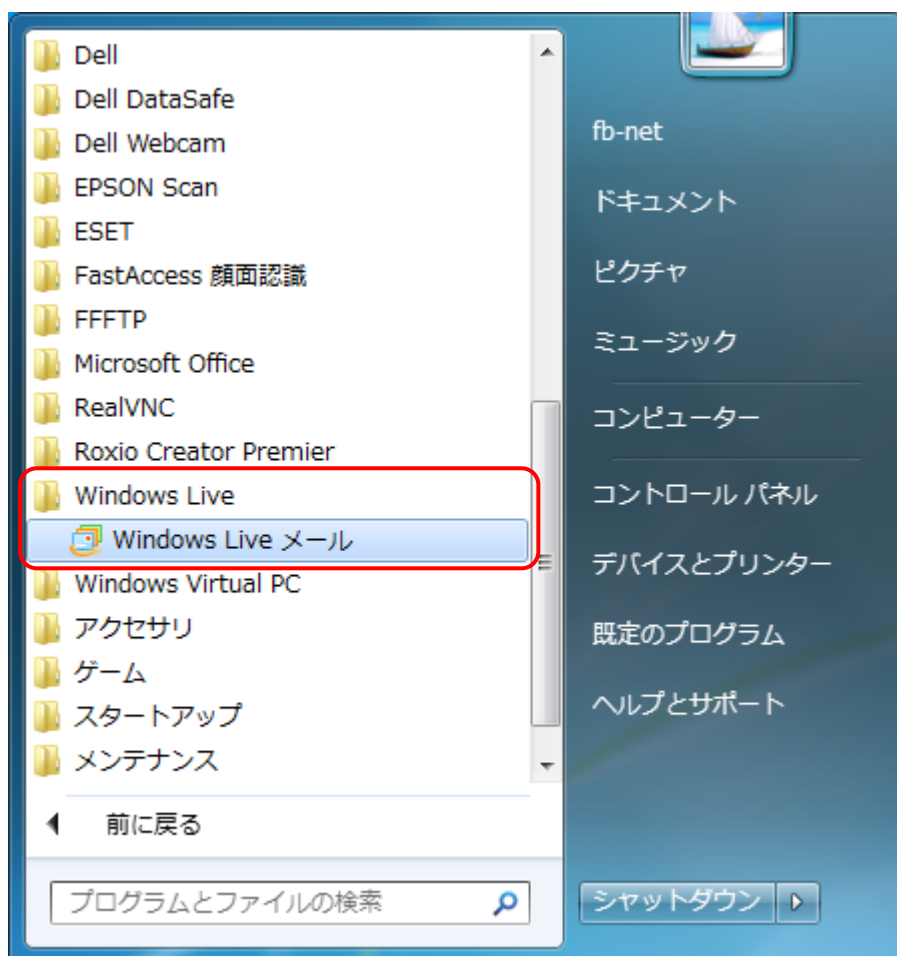 Dell
Dell DataSafe
Dell Webcam
EPSON Scan
ESET
FastAccess 顔面認識
FFFTP
Microsoft Office
RealVNC
Roxio Creator Premier
Windows Live
Windows Live メール
Windows Virtual PC
アクセサリ
ゲーム
スタートアップ
メンテナンス
前に戻る
プログラムとファイルの検索
fb-net
ドキュメント
ピクチャ
ミュージック
コンピューター
コントロール パネル
デバイスとプリンター
既定のプログラム
ヘルプとサポート
シャットダウン